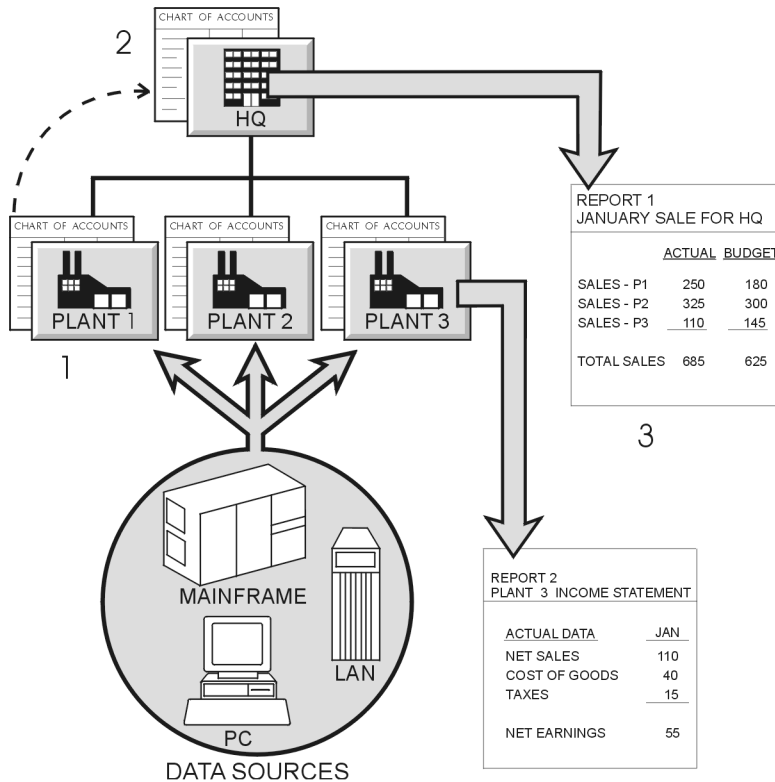 CHART OF ACCOUNTS
2
HQ
CHART OF ACCOUNTS
CHART OF ACCOUNTS
CHART OF ACCOUNTS
PLANT 1
PLANT 2
PLANT 3
1
MAINFRAME
LAN
PC
DATA SOURCES
REPORT 1
JANUARY SALE FOR HQ
ACTUAL BUDGET
SALES - P1 250 180
SALES - P2 325 300
SALES - P3 110 145
TOTAL SALES 685 625
3
REPORT 2
PLANT 3 INCOME STATEMENT
ACTUAL DATA JAN
NET SALES 110
COST OF GOODS 40
TAXES 15
NET EARNINGS 55